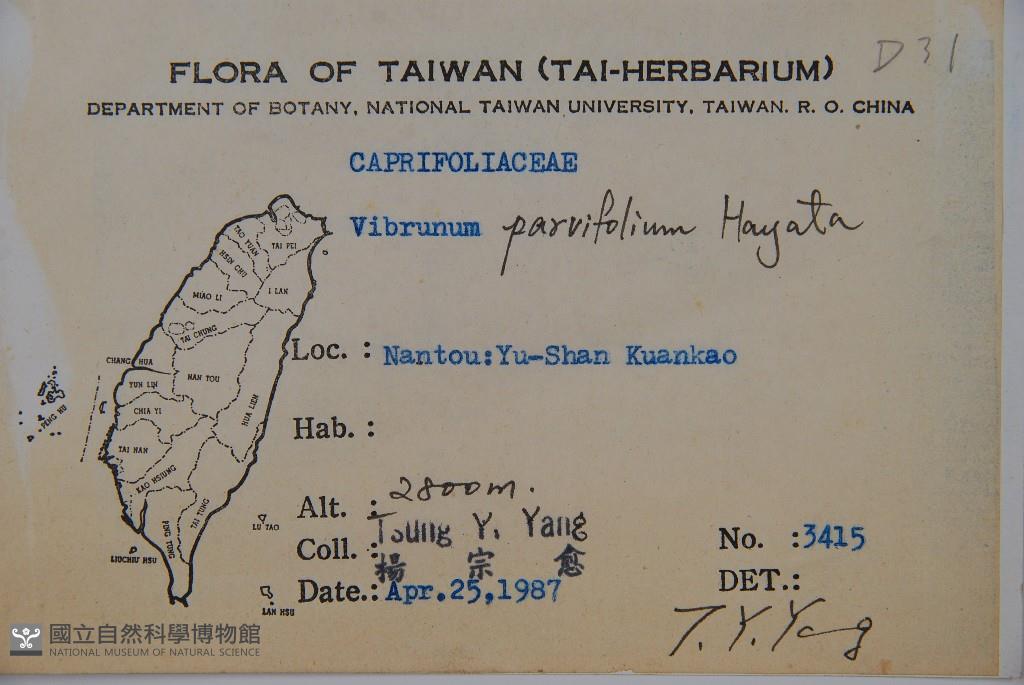 D31
FLORA OF TAIWAN (TAI-HERBARIUM)
DEPARTMENT OF BOTANY, NATIONAL TAIWAN UNIVERSITY, TAIWAN. R. O. CHINA
CAPRIFOLIACEAE
Vibrunum parvifolium Hayata
TAO YUAN
TAI PEI
HSIN CHU
I LAN
MIAO LI
TAI CHUNG
CHANG HUA
NAN TOU
YUN LIN
HUA LIEN
CHIA YI
PENG HU
TAI NAN
KAO HSIUNG
TAI TUNG
PING TUNG
LU TAO
LIUCHIU HSU
LAN HSU
Loc. : Nantou:Yu-Shan Kuankao
Hab. :
Alt. : 2800m.
Coll. : Tsung Y. Yang
楊 宗 愈
Date.: Apr.25,1987
No. :3415
DET.:
T. Y. Yang
國立自然科學博物館
NATIONAL MUSEUM OF NATURAL SCIENCE